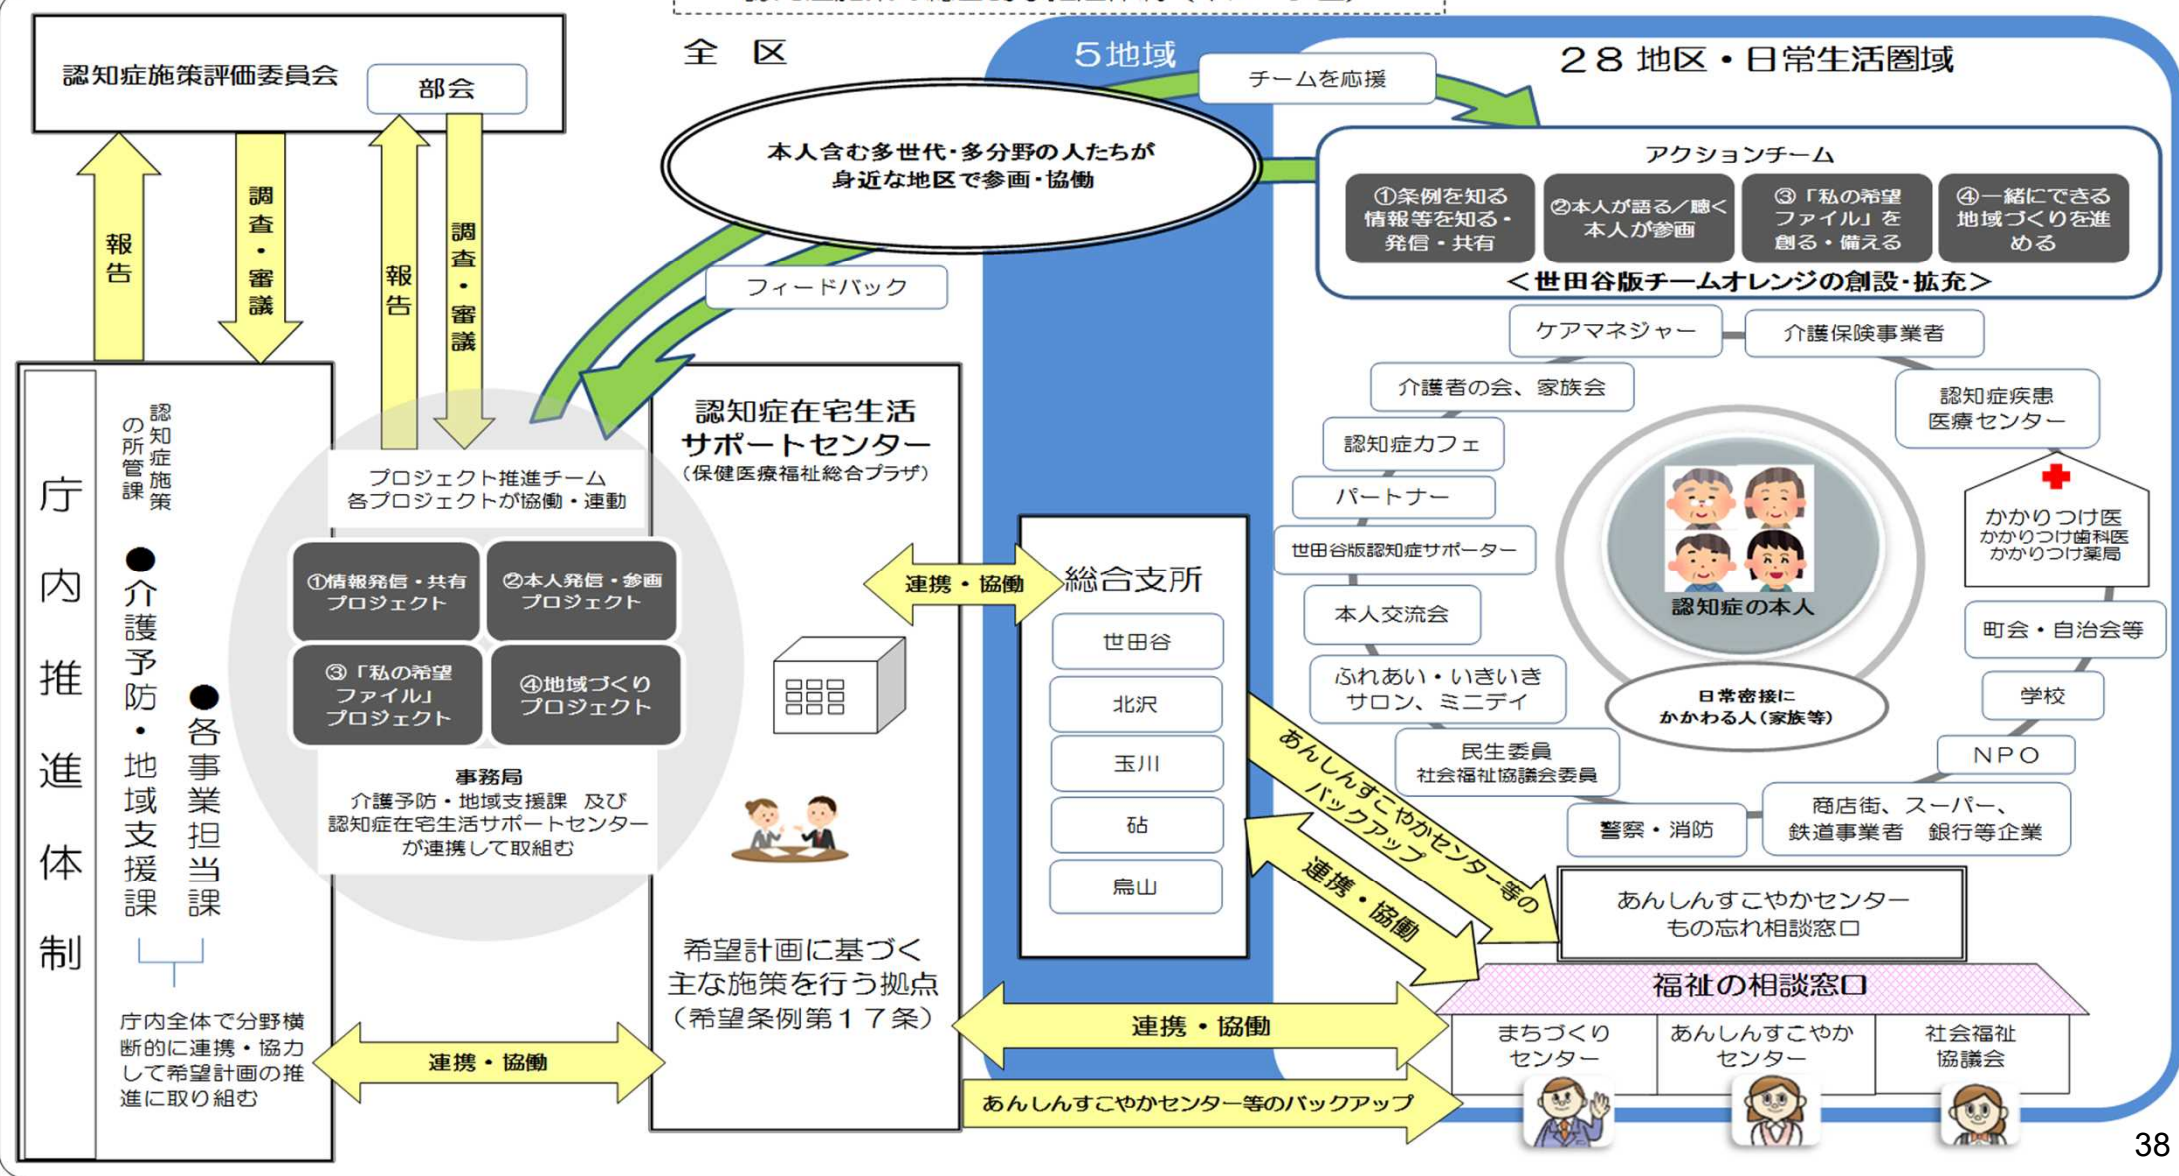 全 区
5地域
28地区・日常生活圏域
認知症施策評価委員会
部会
チームを応援
本人含む多世代・多分野の人たちが
身近な地区で参画・協働
アクションチーム
①条例を知る
情報等を知る・
発信・共有
②本人が語る／聴く
本人が参画
③「私の希望
ファイル」を
創る・備える
④一緒にできる
地域づくりを進
める
＜世田谷版チームオレンジの創設・拡充＞
報告
調査・審議
報告
調査・審議
フィードバック
庁内推進体制
認知症施策
の所管課
●介護予防・地域支援課
●各事業担当課
庁内全体で分野横
断的に連携・協力
して希望計画の推
進に取り組む
プロジェクト推進チーム
各プロジェクトが協働・連動
①情報発信・共有
プロジェクト
②本人発信・参画
プロジェクト
③「私の希望
ファイル」
プロジェクト
④地域づくり
プロジェクト
事務局
介護予防・地域支援課 及び
認知症在宅生活サポートセンター
が連携して取組む
連携・協働
認知症在宅生活
サポートセンター
（保健医療福祉総合プラザ）
希望計画に基づく
主な施策を行う拠点
（希望条例第17条）
連携・協働
総合支所
世田谷
北沢
玉川
砧
烏山
あんしんすこやかセンター等の
バックアップ
連携・協働
連携・協働
あんしんすこやかセンター等のバックアップ
ケアマネジャー
介護保険事業者
介護者の会、家族会
認知症疾患
医療センター
認知症カフェ
パートナー
かかりつけ医
かかりつけ歯科医
かかりつけ薬局
世田谷版認知症サポーター
認知症の本人
本人交流会
町会・自治会等
ふれあい・いきいき
サロン、ミニデイ
日常密接に
かかわる人（家族等）
学校
民生委員
社会福祉協議会委員
NPO
警察・消防
商店街、スーパー、
鉄道事業者 銀行等企業
あんしんすこやかセンター
もの忘れ相談窓口
福祉の相談窓口
まちづくり
センター
あんしんすこやか
センター
社会福祉
協議会
38